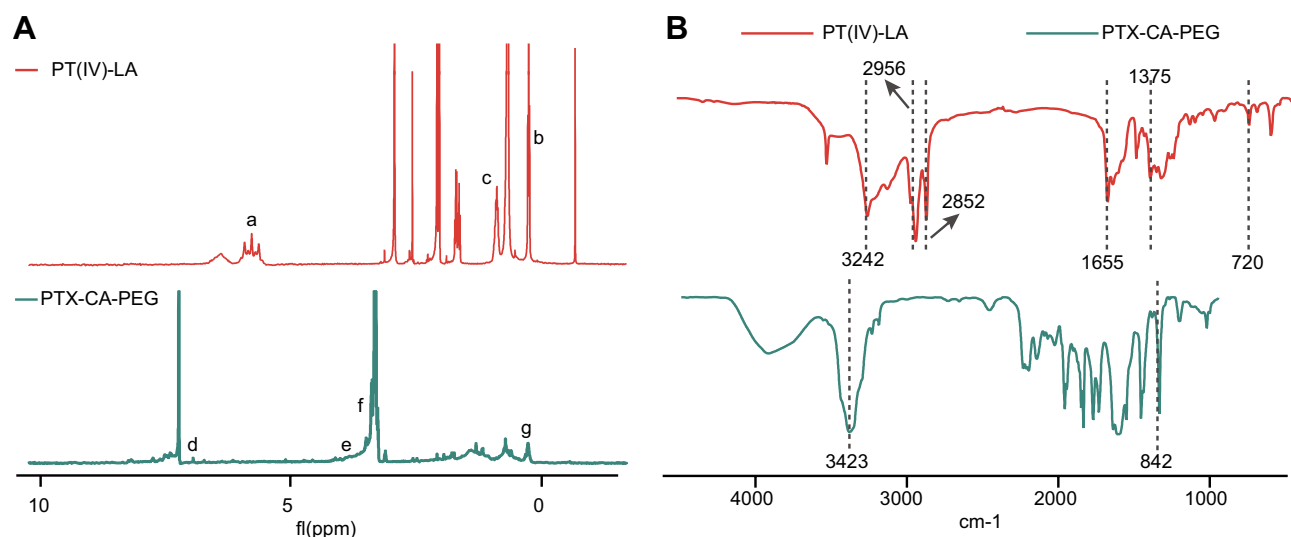 A
PT(IV)-LA
a
c
b
PTX-CA-PEG
d
e
f
g
10
5
0
fl(ppm)
B
PT(IV)-LA
PTX-CA-PEG
2956
1375
2852
3242
1655
720
3423
842
4000
3000
2000
1000
cm-1